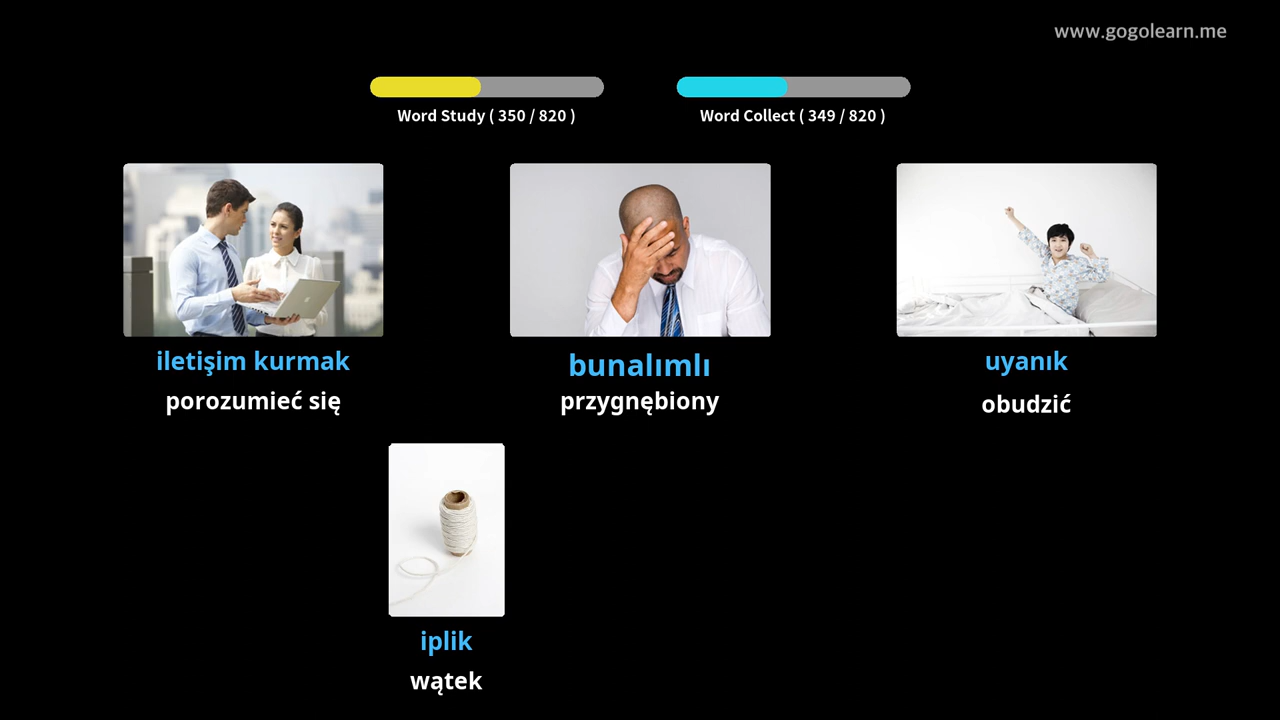 www.gogolearn.me
Word Study ( 350 / 820 )
Word Collect ( 349 / 820 )
iletişim kurmak
porozumieć się
bunalımlı
przygnębiony
uyanık
obudzić
iplik
wątek